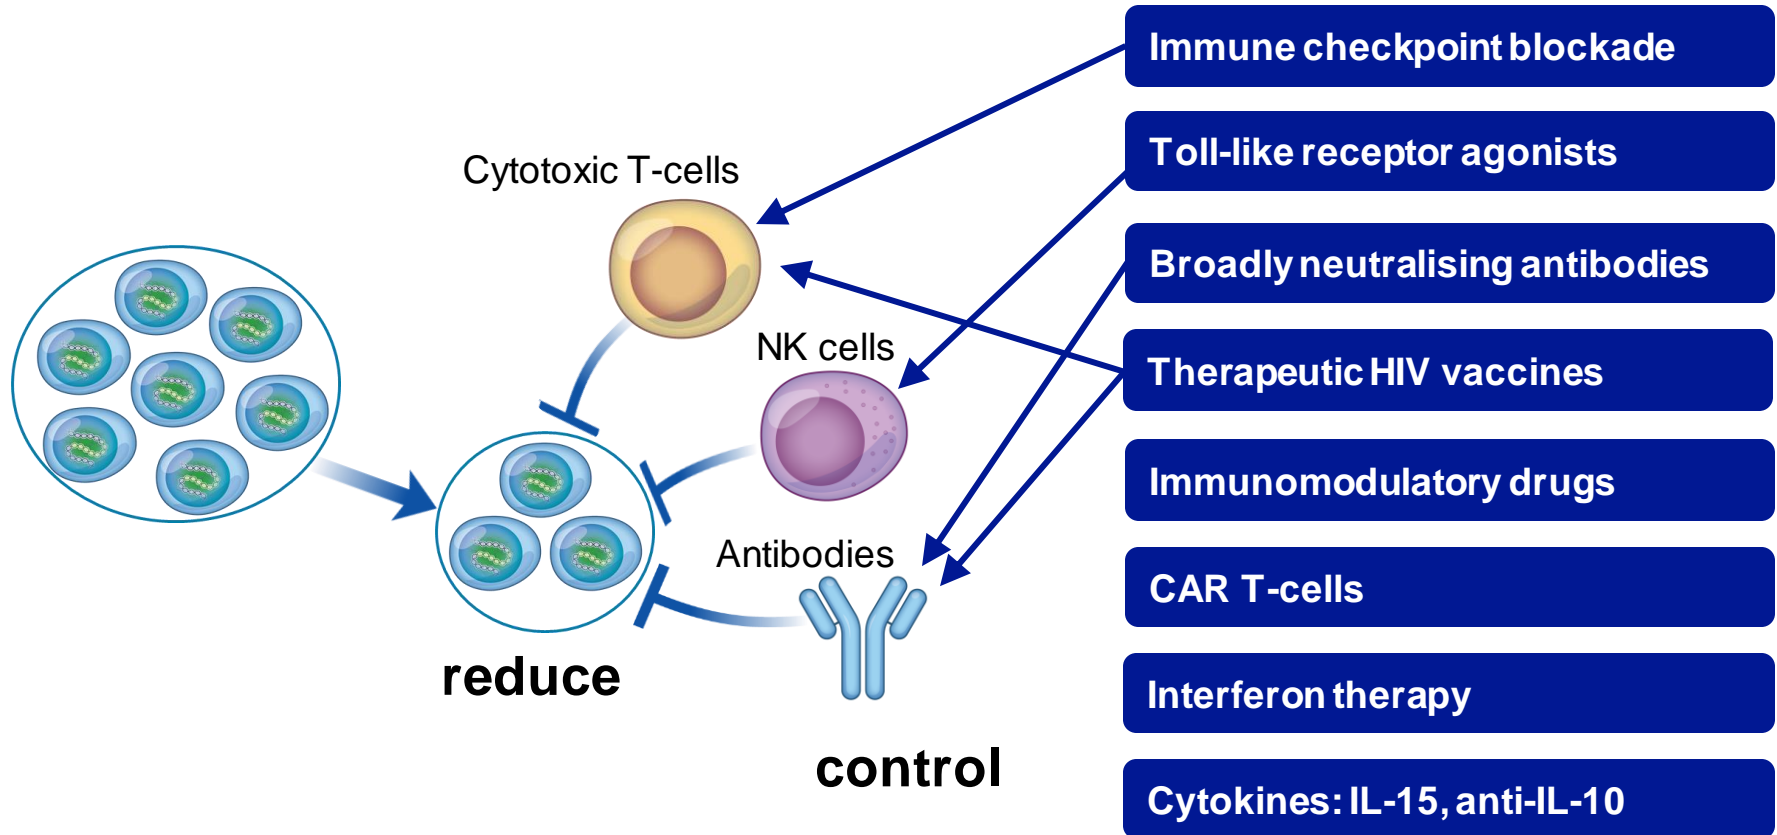 Cytotoxic T-cells
NK cells
Antibodies
reduce
control
Immune checkpoint blockade
Toll-like receptor agonists
Broadly neutralising antibodies
Therapeutic HIV vaccines
Immunomodulatory drugs
CAR T-cells
Interferon therapy
Cytokines: IL-15, anti-IL-10